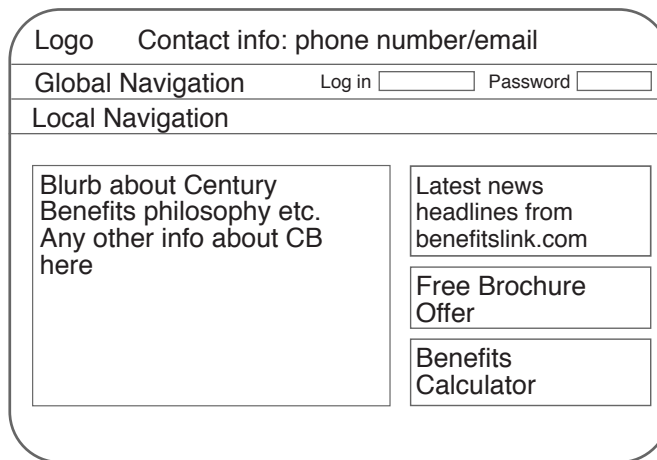 Logo Contact info: phone number/email
Global Navigation Log in Password
Local Navigation
Blurb about Century
Benefits philosophy etc.
Any other info about CB
here
Latest news
headlines from
benefitslink.com
Free Brochure
Offer
Benefits
Calculator